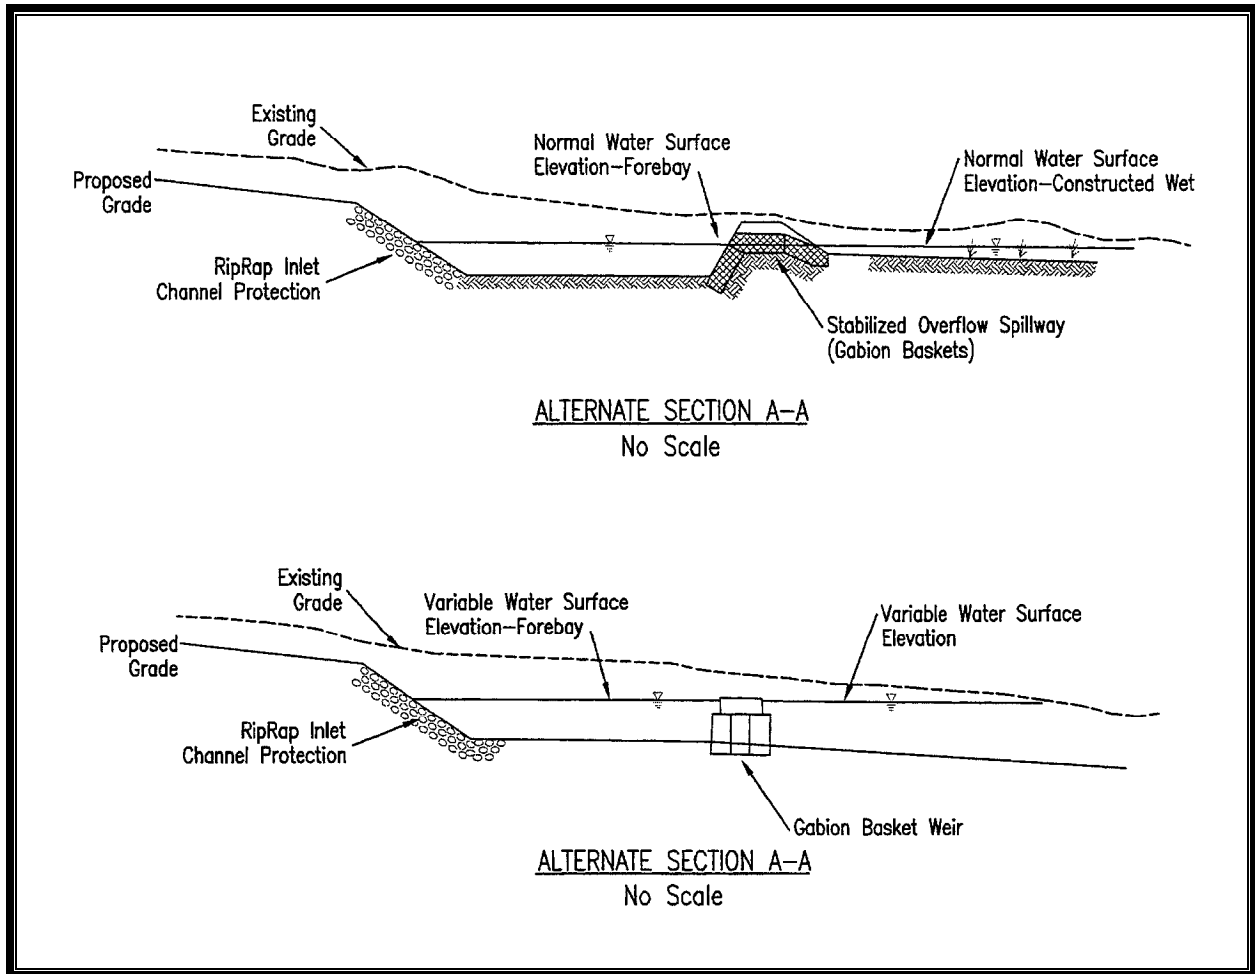 Existing
Grade
Normal Water Surface
Elevation-Forebay
Normal Water Surface
Elevation-Constructed Wet
Proposed
Grade
RipRap Inlet
Channel Protection
Stabilized Overflow Spillway
(Gabion Baskets)
ALTERNATE SECTION A-A
No Scale
Existing
Grade
Variable Water Surface
Elevation-Forebay
Variable Water Surface
Elevation
Proposed
Grade
RipRap Inlet
Channel Protection
Gabion Basket Weir
ALTERNATE SECTION A-A
No Scale